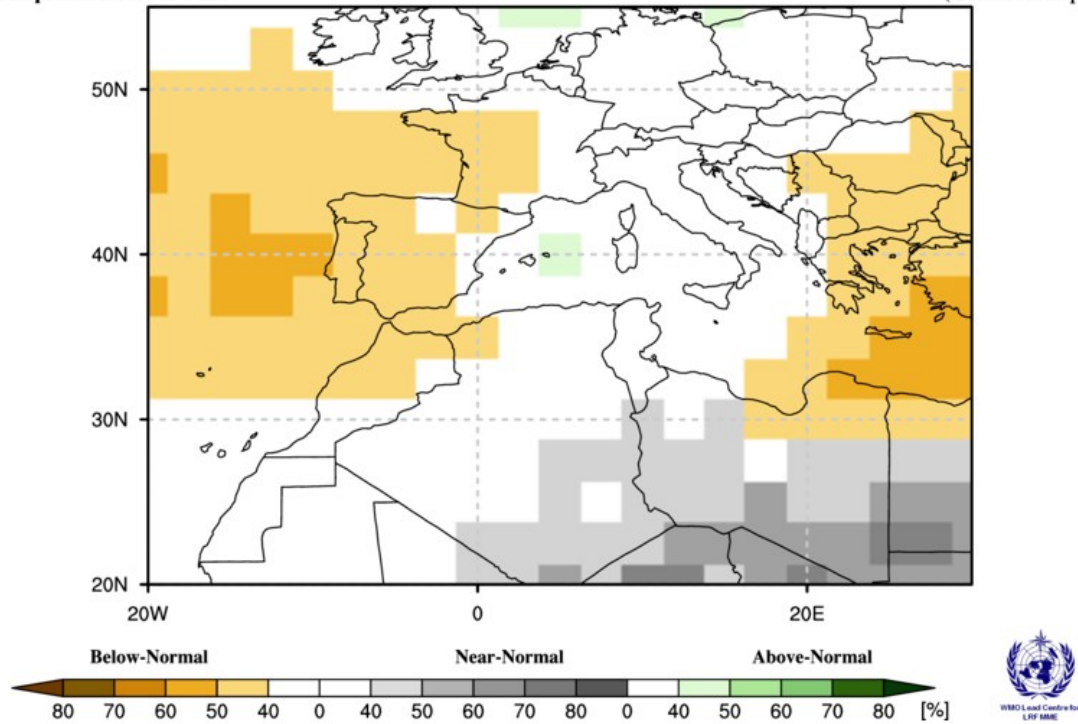 50N
40N
30N
20N
20W 0 20E
Below-Normal Near-Normal Above-Normal
80 70 60 50 40 0 40 50 60 70 80 0 40 50 60 70 80 [%]
WMO Lead Centre for
LRF MME